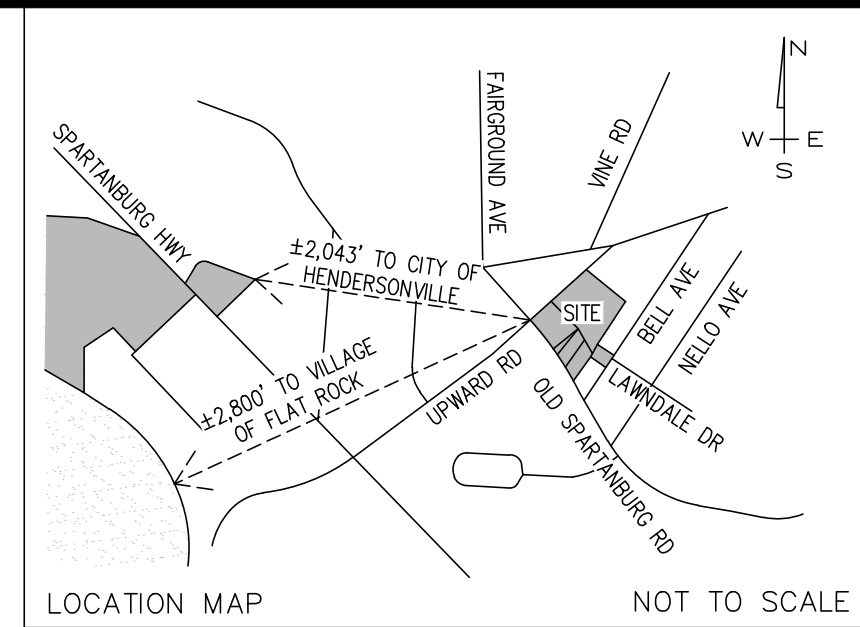 N
W E
S
SPARTANBURG HWY
FAIRGROUND AVE
VINE RD
±2,043' TO CITY OF
HENDERSONVILLE
SITE
BELL AVE
NELLO AVE
±2,800' TO VILLAGE
OF FLAT ROCK
UPWARD RD
OLD SPARTANBURG RD
LAWNDALE DR
LOCATION MAP
NOT TO SCALE